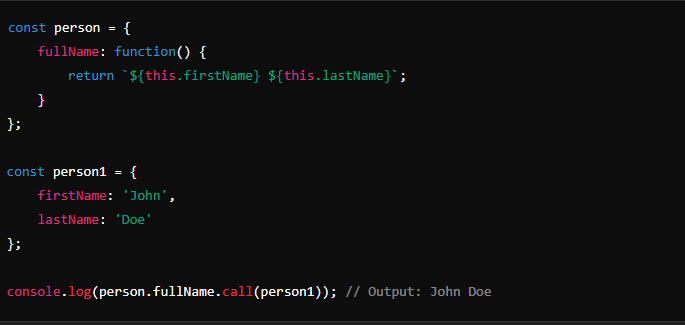 const person = {
    fullName: function() {
        return `${this.firstName} ${this.lastName}`;
    }
};
const person1 = {
    firstName: 'John',
    lastName: 'Doe'
};
console.log(person.fullName.call(person1)); // Output: John Doe